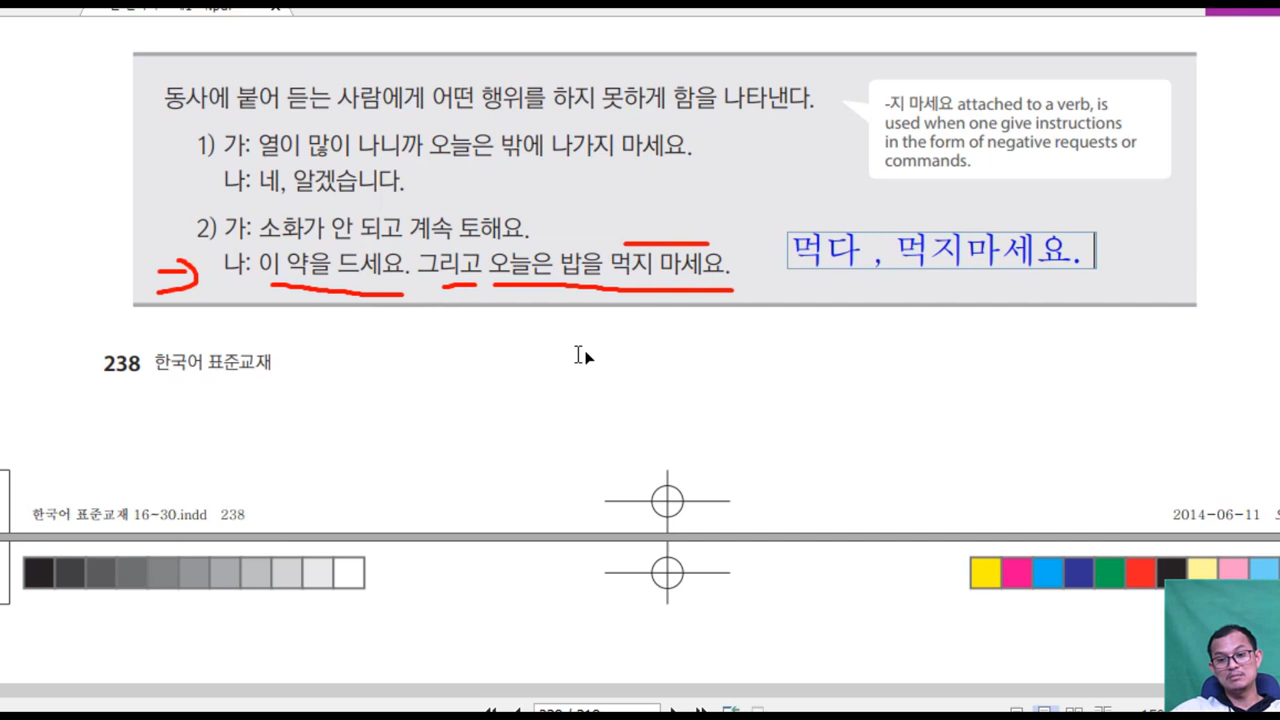 동사에 붙어 듣는 사람에게 어떤 행위를 하지 못하게 함을 나타낸다.
-지 마세요 attached to a verb, is
used when one give instructions
in the form of negative requests or
commands.
1) 가: 열이 많이 나니까 오늘은 밖에 나가지 마세요.
나: 네, 알겠습니다.
2) 가: 소화가 안 되고 계속 토해요.
나: 이 약을 드세요. 그리고 오늘은 밥을 먹지 마세요.
먹다 , 먹지마세요.
238 한국어 표준교재
한국어 표준교재 16-30.indd 238
2014-06-11